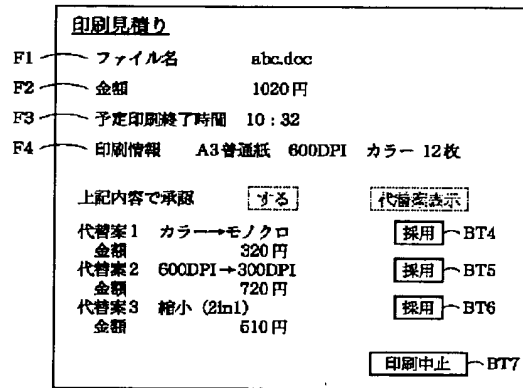 印刷見積り
F1 ファイル名 abc.doc
F2 金額 1020円
F3 予定印刷終了時間 10：32
F4 印刷情報 A3普通紙 600DPI カラー 12枚
上記内容で承認 する 代替案表示
代替案1 カラー→モノクロ 採用 BT4
金額 320円
代替案2 600DPI→300DPI 採用 BT5
金額 720円
代替案3 縮小（2in1） 採用 BT6
金額 510円
印刷中止 BT7